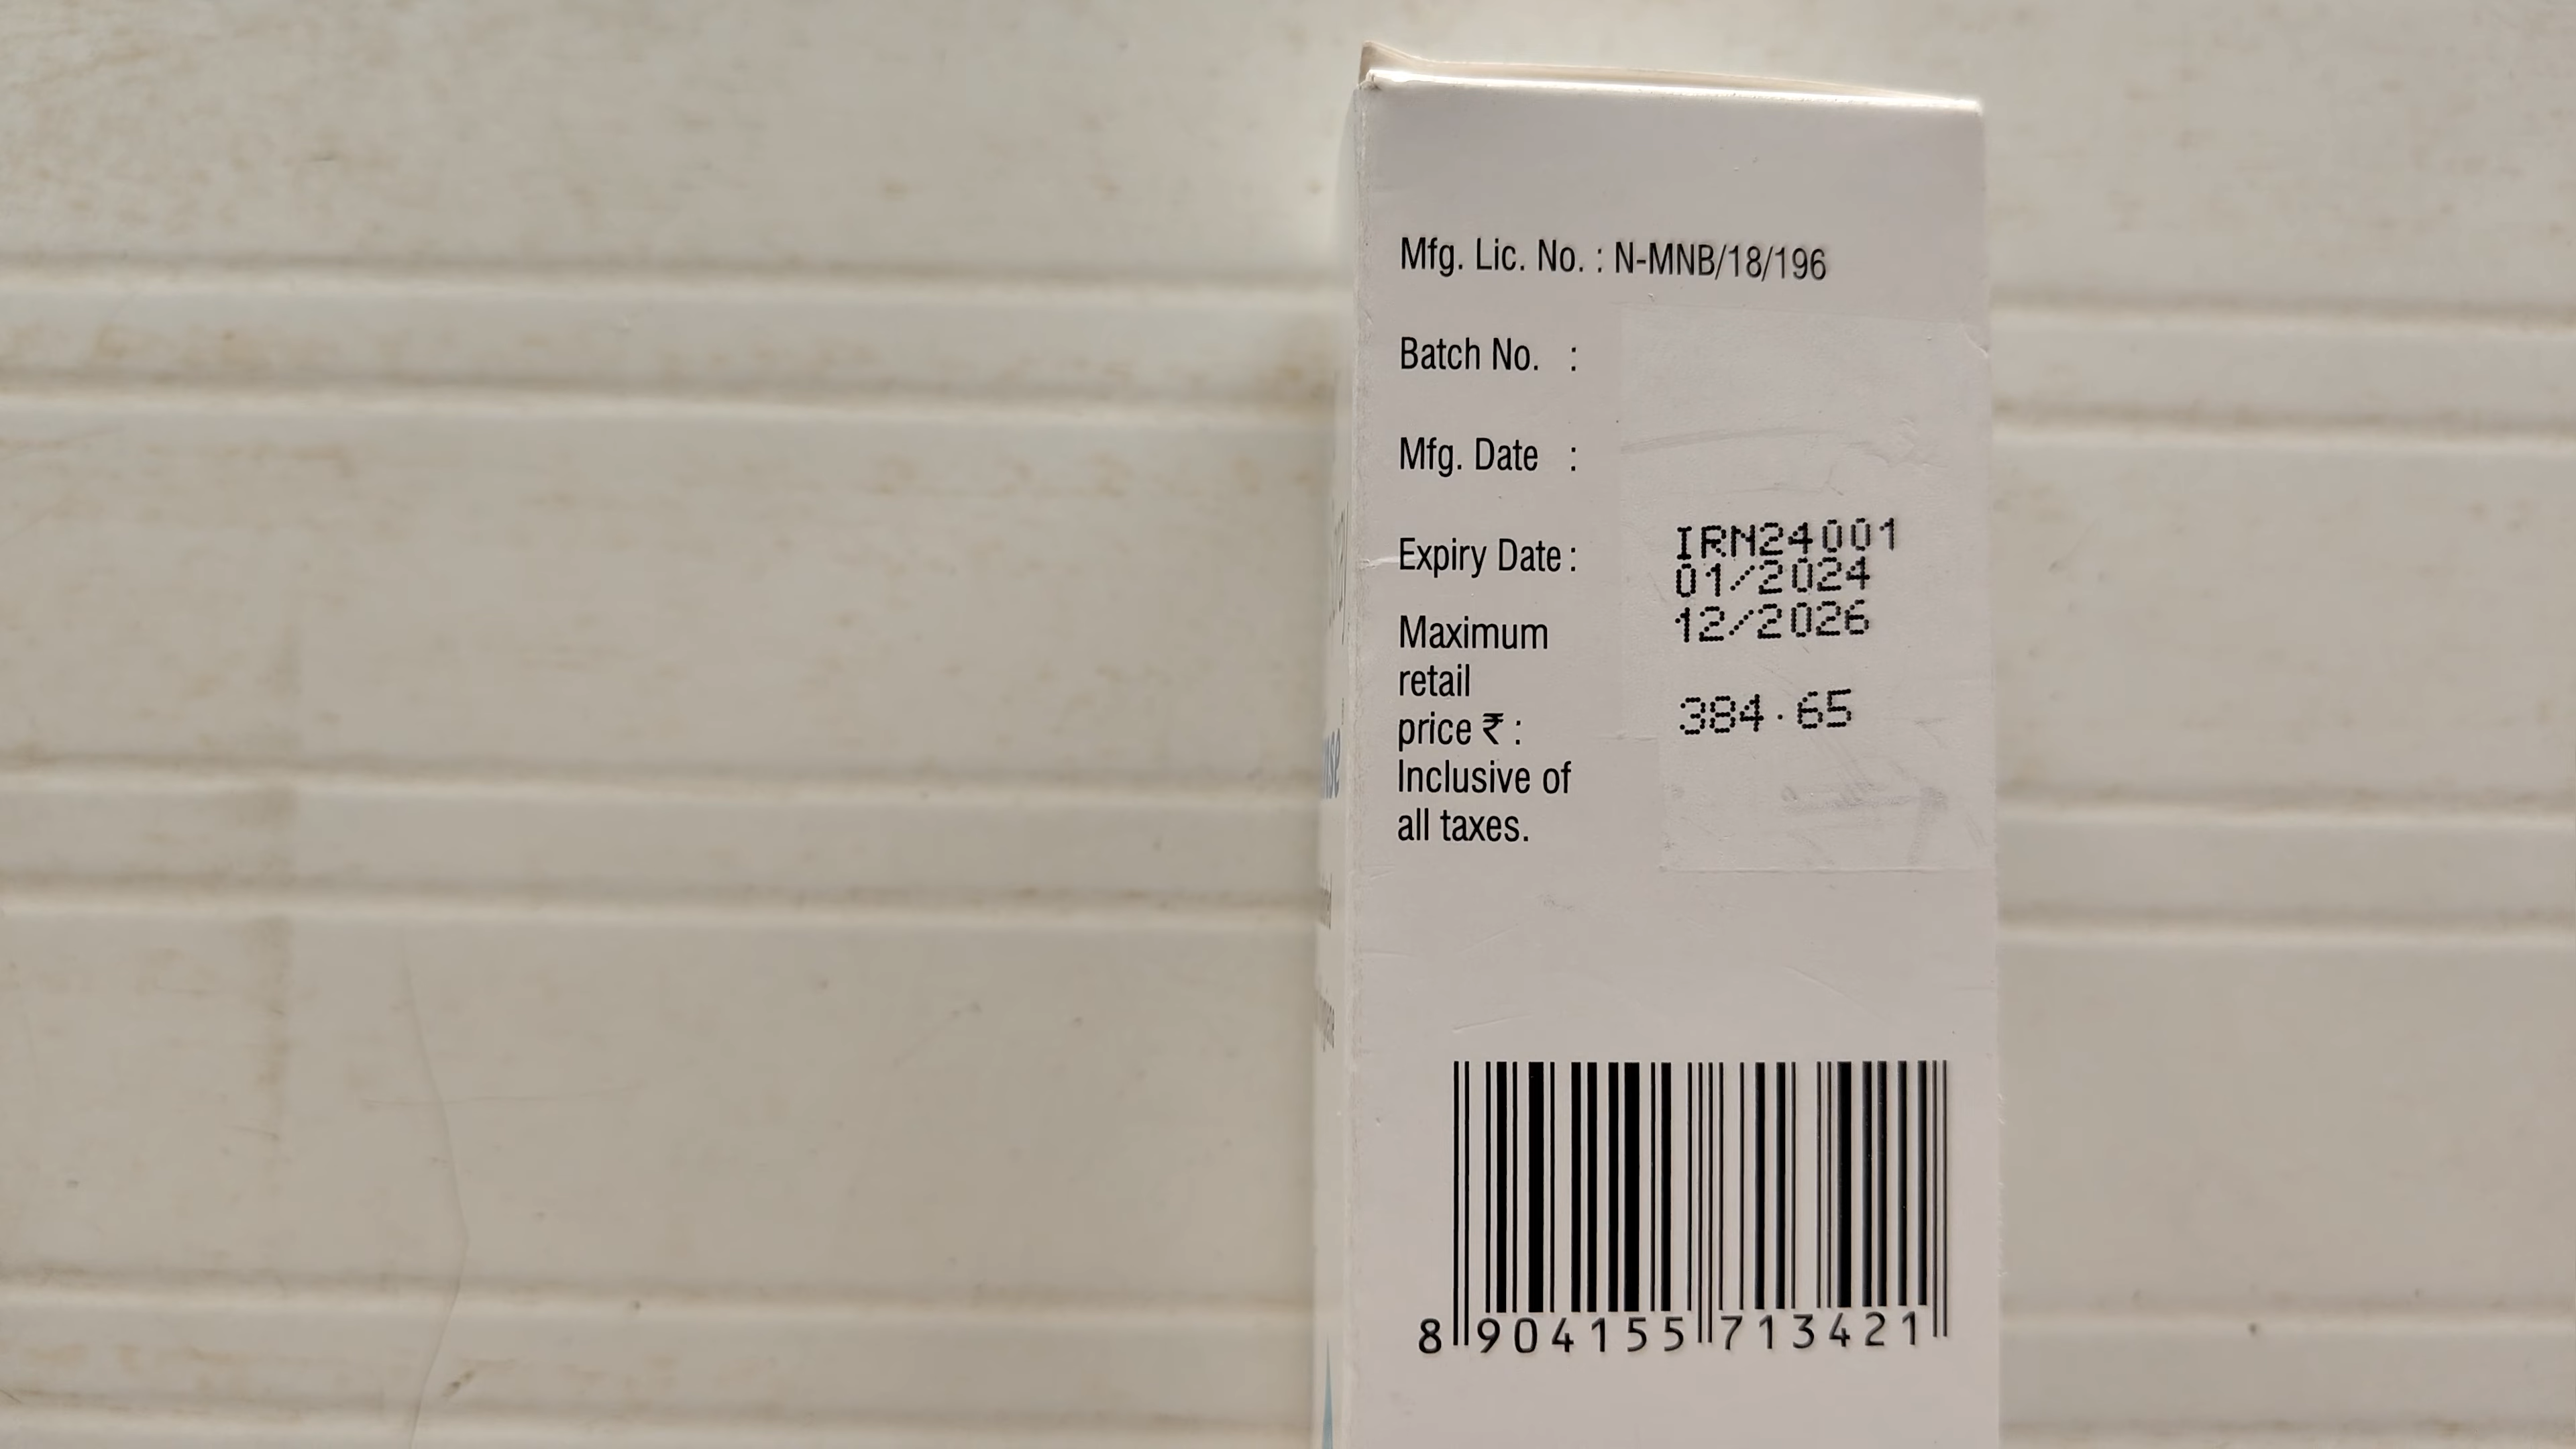 Mfg. Lic. No. : N-MNB/18/196
Batch No. :
Mfg. Date :
Expiry Date :
IRN24001
01/2024
12/2026
Maximum
retail
price ₹ :
384.65
Inclusive of
all taxes.
8 904155 713421